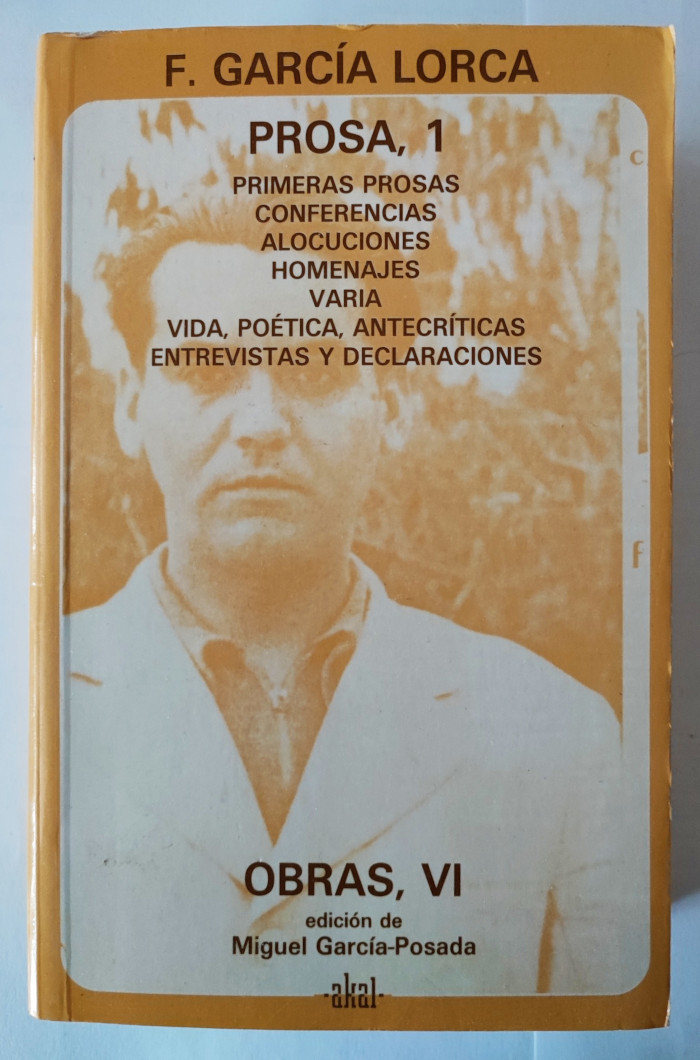 F. GARCÍA LORCA
PROSA, 1
PRIMERAS PROSAS
CONFERENCIAS
ALOCUCIONES
HOMENAJES
VARIA
VIDA, POÉTICA, ANTECRÍTICAS
ENTREVISTAS Y DECLARACIONES
c
f
OBRAS, VI
edición de
Miguel García-Posada
-akal-